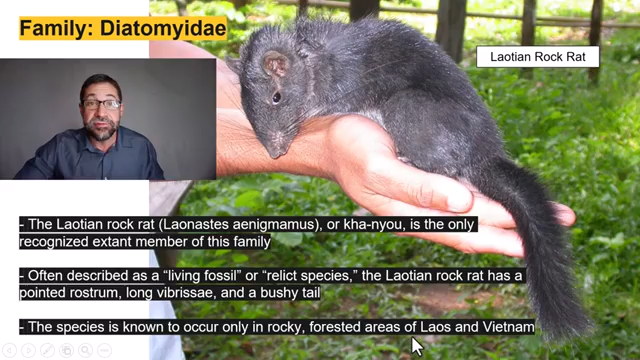 Family: Diatomyidae
Laotian Rock Rat
- The Laotian rock rat (Laonastes aenigmamus), or kha-nyou, is the only
recognized extant member of this family
- Often described as a “living fossil” or “relict species,” the Laotian rock rat has a
pointed rostrum, long vibrissae, and a bushy tail
- The species is known to occur only in rocky, forested areas of Laos and Vietnam